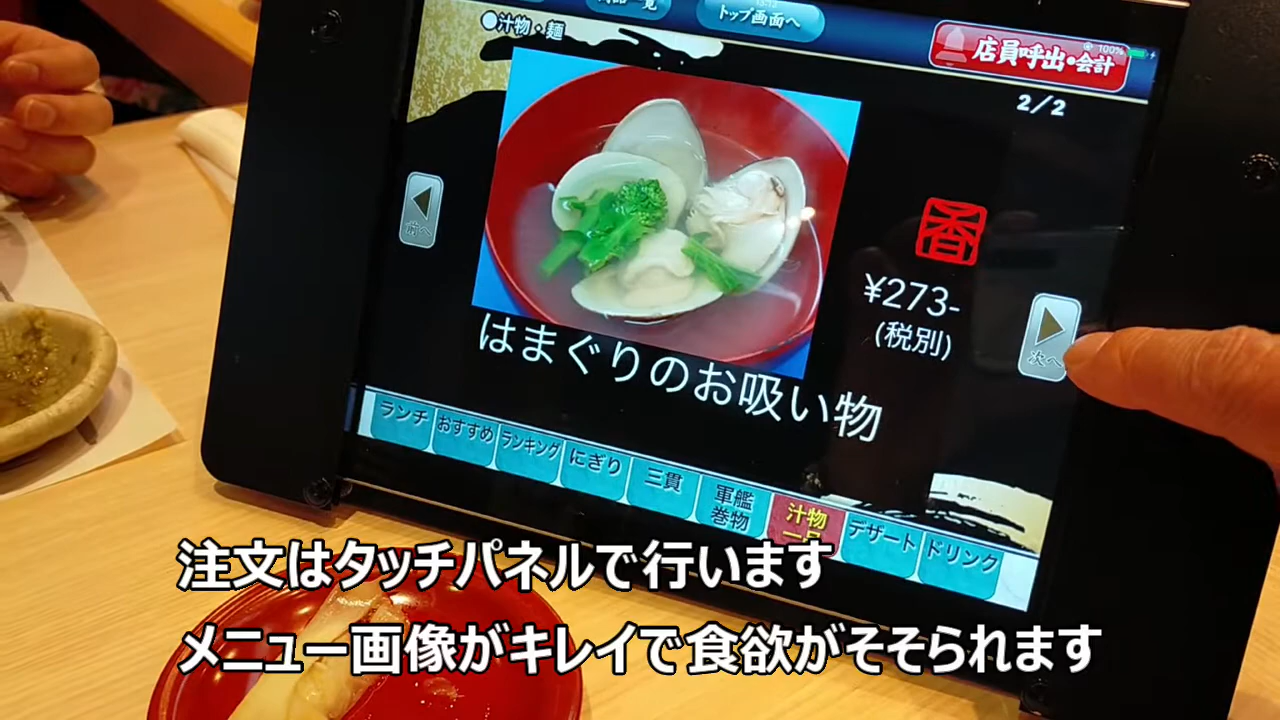 トップ画面へ
●汁物・麺
店員呼出・会計
100%
2/2
前へ
香
¥273-
(税別)
次へ
はまぐりのお吸い物
ランチ
おすすめ
ランキング
にぎり
三貫
軍艦
巻物
汁物
一品
デザート
ドリンク
注文はタッチパネルで行います
メニュー画像がキレイで食欲がそそられます